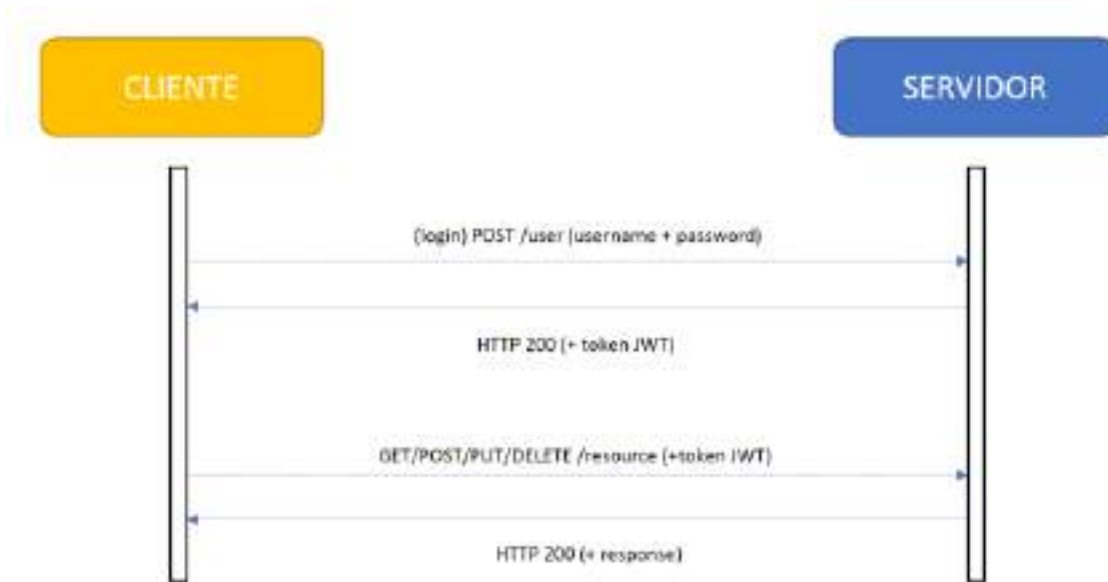 CLIENTE
SERVIDOR
(login) POST /user (username + password)
HTTP 200 (+ token JWT)
GET/POST/PUT/DELETE /resource (+token JWT)
HTTP 200 (+ response)